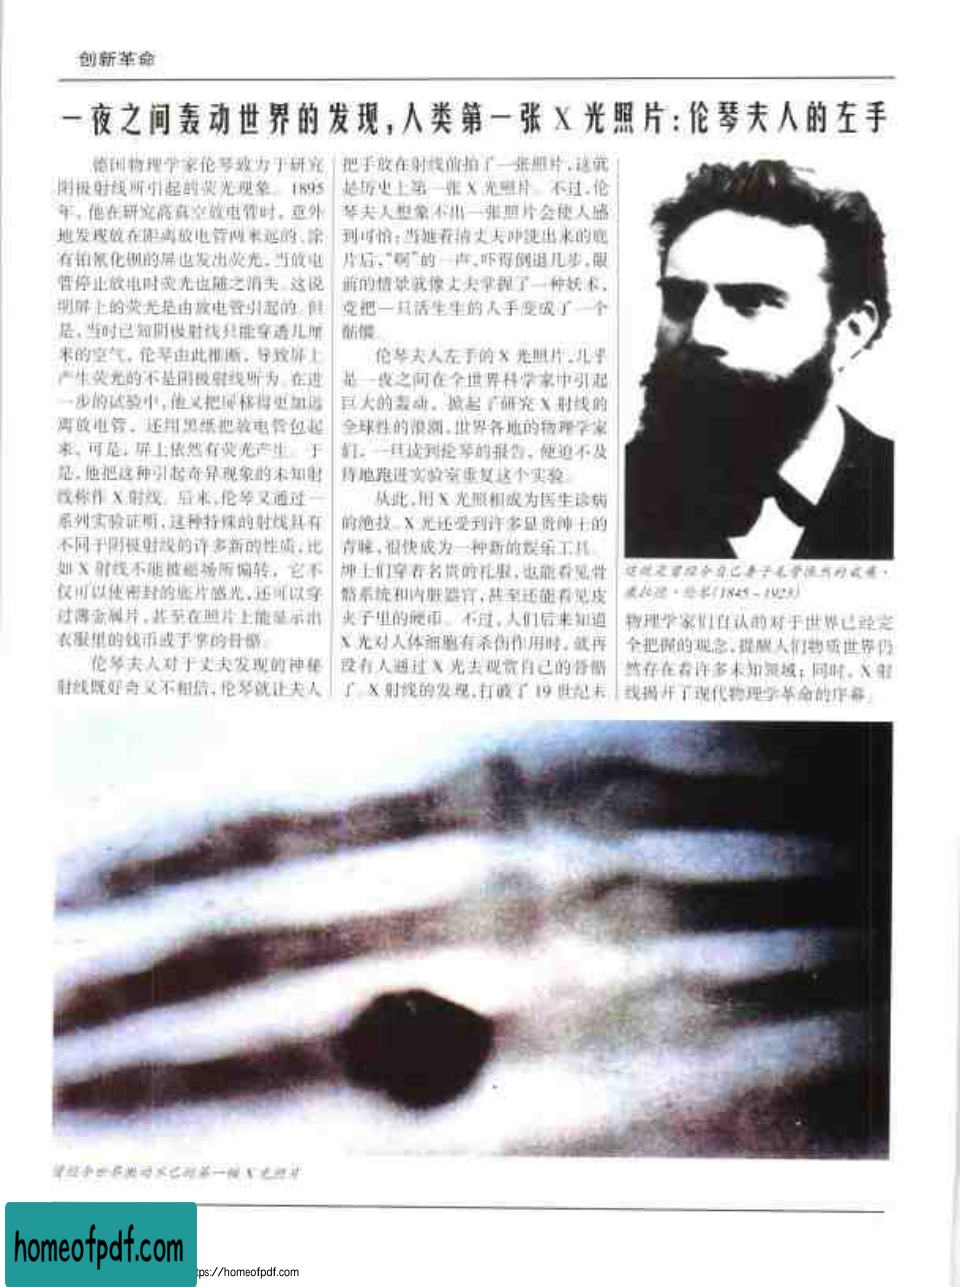 创新革命
一夜之间轰动世界的发现,人类第一张 X 光照片:伦琴夫人的左手
德国物理学家伦琴致力于研究
阴极射线所引起的荧光现象。1895
年,他在研究高真空放电管时,意外
地发现放在距离放电管两米远的、涂
有铂氰化钡的屏也发出荧光,当放电
管停止放电时荧光也随之消失。这说
明屏上的荧光是由放电管引起的。但
是,当时已知阴极射线只能穿透几厘
米的空气,伦琴由此推断,导致屏上
产生荧光的不是阴极射线所为。在进
一步的试验中,他又把屏移得更加远
离放电管,还用黑纸把放电管包起
来,可是,屏上依然有荧光产生。于
是,他把这种引起奇异现象的未知射
线称作 X 射线。后来,伦琴又通过一
系列实验证明,这种特殊的射线具有
不同于阴极射线的许多新的性质,比
如 X 射线不能被磁场所偏转,它不
仅可以使密封的底片感光,还可以穿
过薄金属片,甚至在照片上能显示出
衣服里的钱币或手掌的骨骼。
伦琴夫人对于丈夫发现的神秘
射线既好奇又不相信,伦琴就让夫人
把手放在射线前拍了一张照片,这就
是历史上第一张 X 光照片。不过,伦
琴夫人想象不出一张照片会使人感
到可怕:当她看清丈夫冲洗出来的底
片后,“啊”的一声,吓得倒退几步,眼
前的情景就像丈夫掌握了一种妖术,
变把一只活生生的人手变成了一个
骷髅。
伦琴夫人左手的 X 光照片,几乎
是一夜之间在全世界科学家中引起
巨大的轰动,掀起了研究 X 射线的
全球性的浪潮,世界各地的物理学家
们,一旦读到伦琴的报告,便迫不及
待地跑进实验室重复这个实验。
从此,用 X 光照相成为医生诊病
的绝技。X 光还受到许多显贵绅士的
青睐,很快成为一种新的娱乐工具。
绅士们穿着名贵的礼服,也能看见骨
骼系统和内脏器官,甚至还能看见皮
夹子里的硬币。不过,人们后来知道
X 光对人体细胞有杀伤作用时,就再
没有人通过 X 光去观赏自己的骨骼
了。X 射线的发现,打破了 19 世纪末
这就是曾经令自己妻子毛骨悚然的威廉·
康拉德·伦琴(1845-1923)
物理学家们自认的对于世界已经完
全把握的观念,提醒人们物质世界仍
然存在着许多未知领域;同时,X 射
线揭开了现代物理学革命的序幕。
曾经令世界激动不已的第一幅 X 光照片
homeofpdf.com
tps://homeofpdf.com